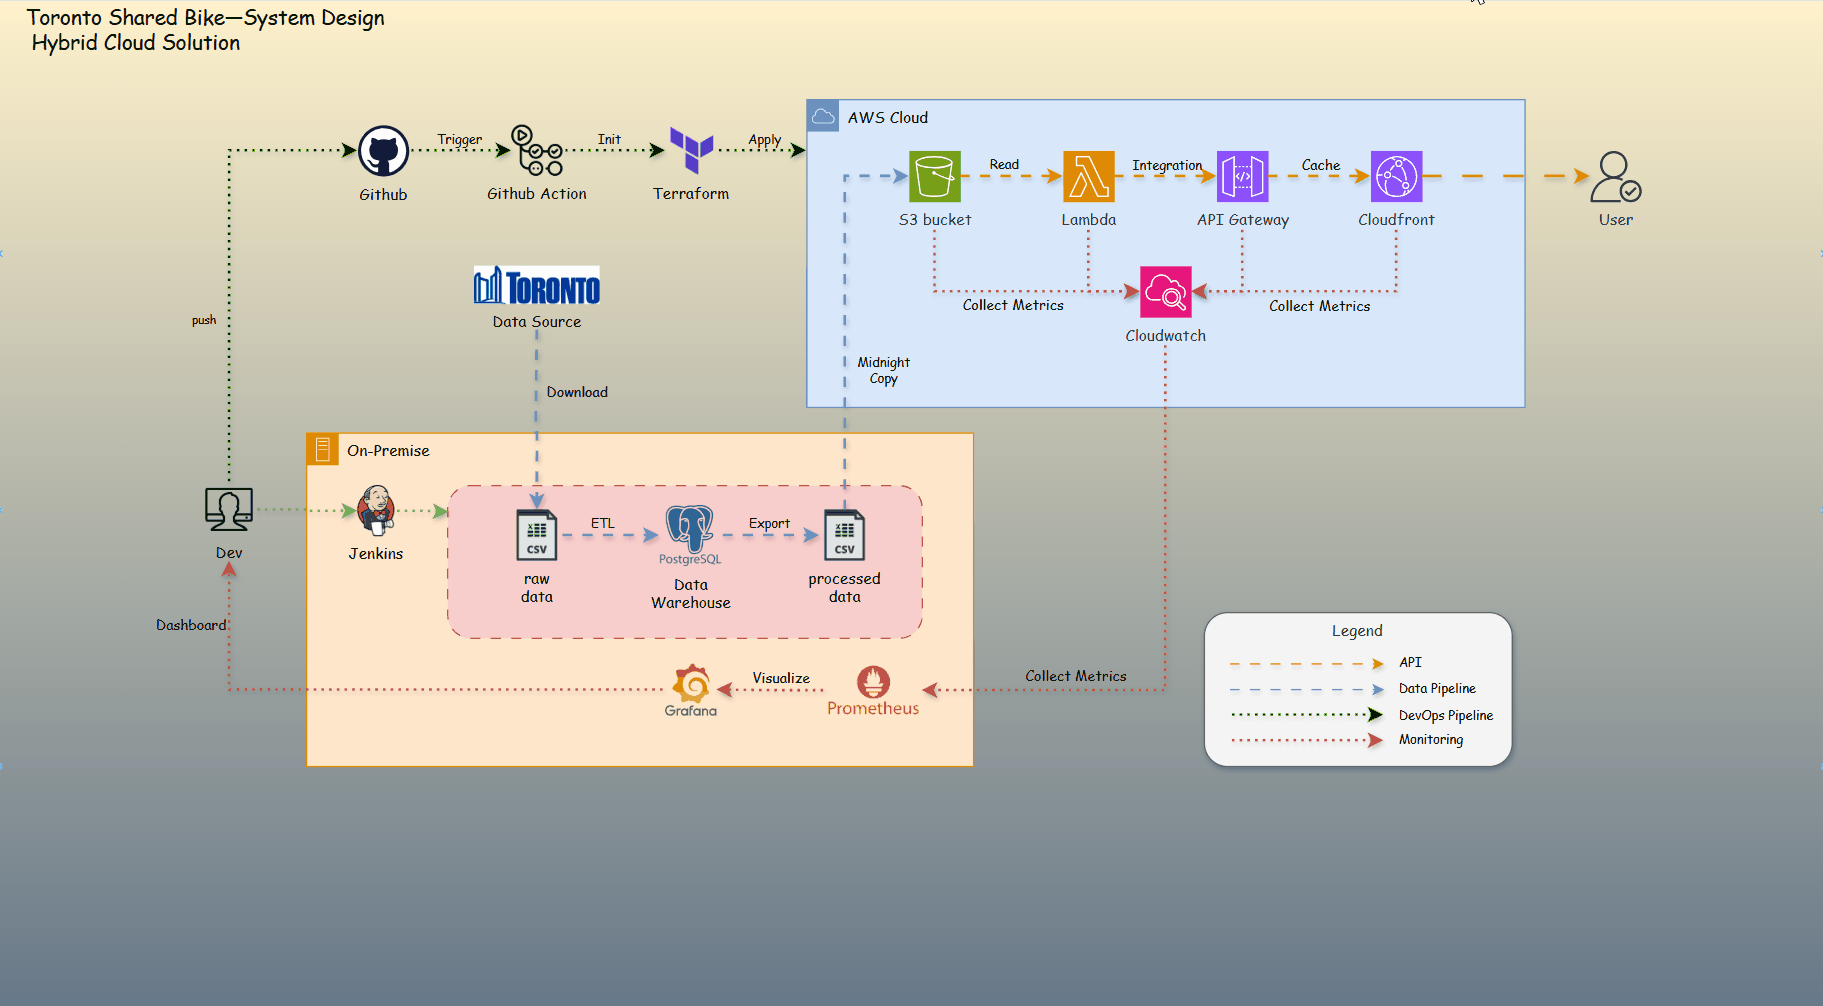 Toronto Shared Bike—System Design
Hybrid Cloud Solution
AWS Cloud
Trigger
Init
Apply
Github
Github Action
Terraform
Read
Integration
Cache
S3 bucket
Lambda
API Gateway
Cloudfront
User
TORONTO
Data Source
push
Collect Metrics
Collect Metrics
Cloudwatch
Midnight
Copy
Download
On-Premise
Dev
Jenkins
CSV
ETL
PostgreSQL
Export
CSV
raw
data
Data
Warehouse
processed
data
Dashboard
Grafana
Visualize
Prometheus
Collect Metrics
Legend
API
Data Pipeline
DevOps Pipeline
Monitoring